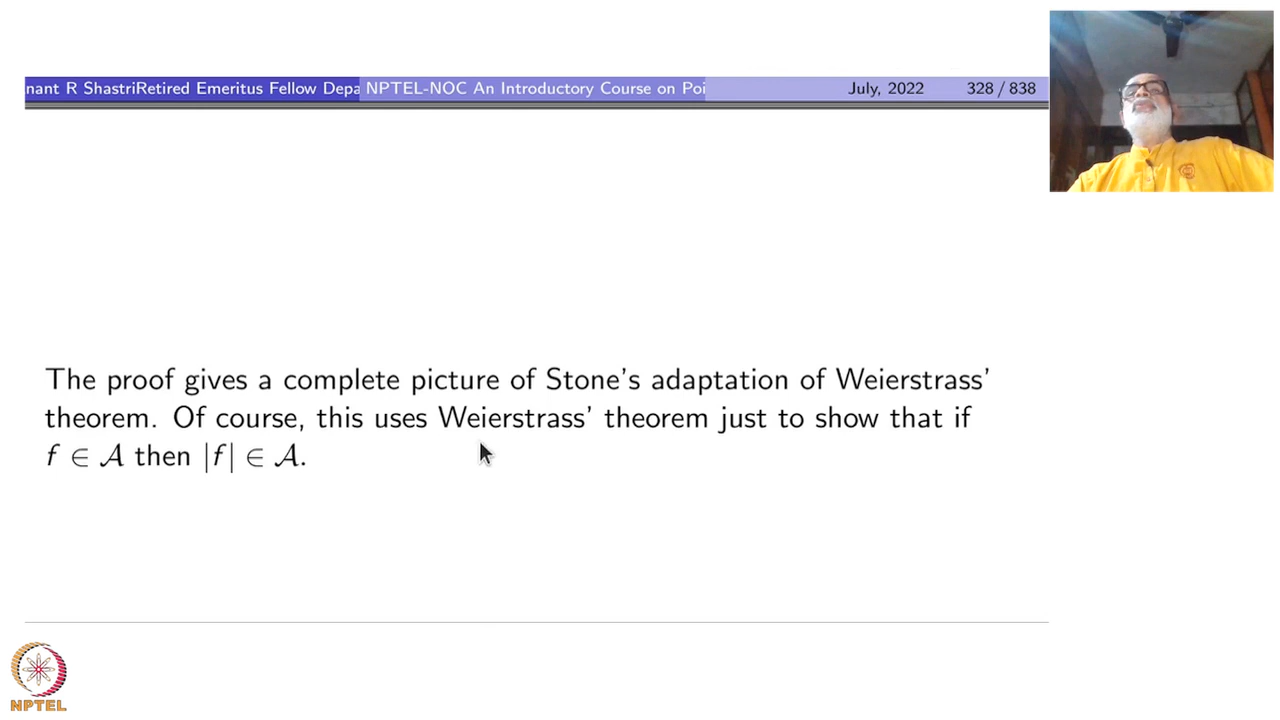 nant R ShastriRetired Emeritus Fellow Depa NPTEL-NOC An Introductory Course on Poi July, 2022 328 / 838
The proof gives a complete picture of Stone's adaptation of Weierstrass'
theorem. Of course, this uses Weierstrass' theorem just to show that if
f ∈ 𝒜 then |f| ∈ 𝒜.
NPTEL